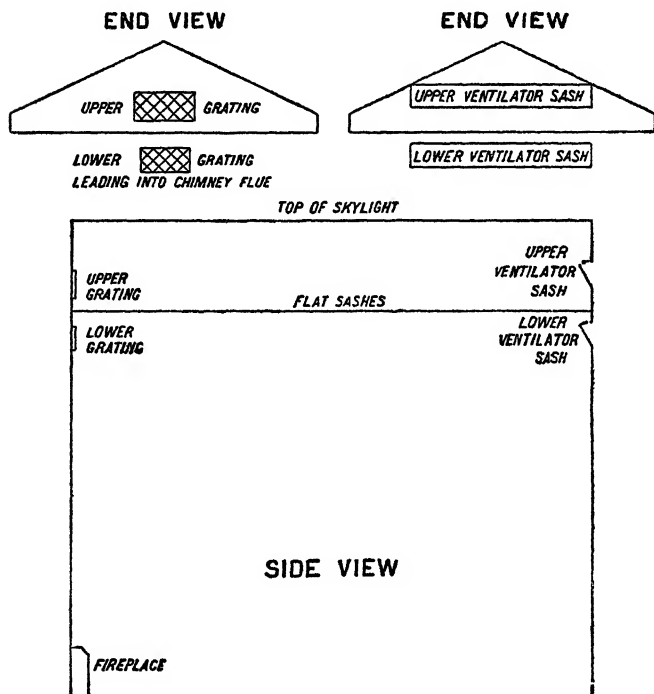 END VIEW
END VIEW
UPPER GRATING
UPPER VENTILATOR SASH
LOWER GRATING
LEADING INTO CHIMNEY FLUE
LOWER VENTILATOR SASH
TOP OF SKYLIGHT
UPPER
GRATING
UPPER
VENTILATOR
SASH
FLAT SASHES
LOWER
GRATING
LOWER
VENTILATOR
SASH
SIDE VIEW
FIREPLACE